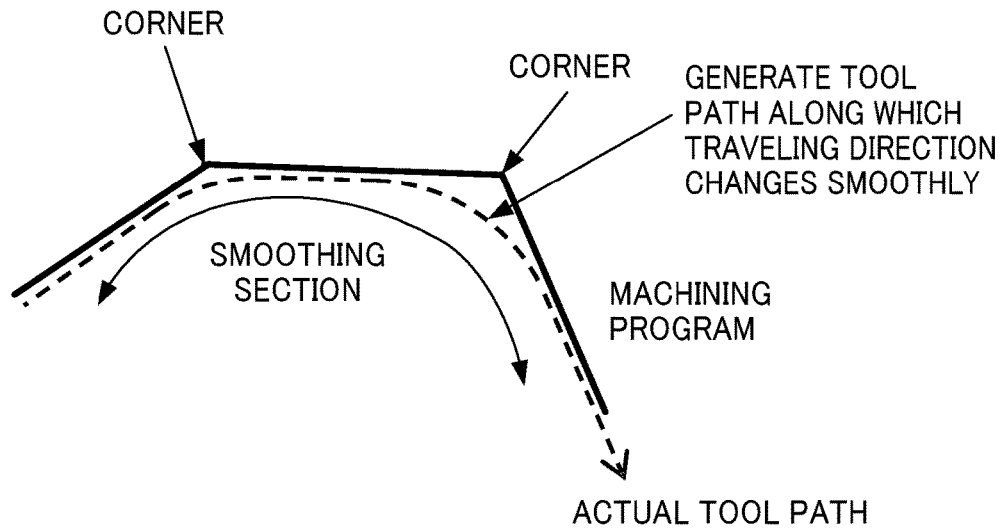 CORNER
CORNER
GENERATE TOOL
PATH ALONG WHICH
TRAVELING DIRECTION
CHANGES SMOOTHLY
SMOOTHING
SECTION
MACHINING
PROGRAM
ACTUAL TOOL PATH